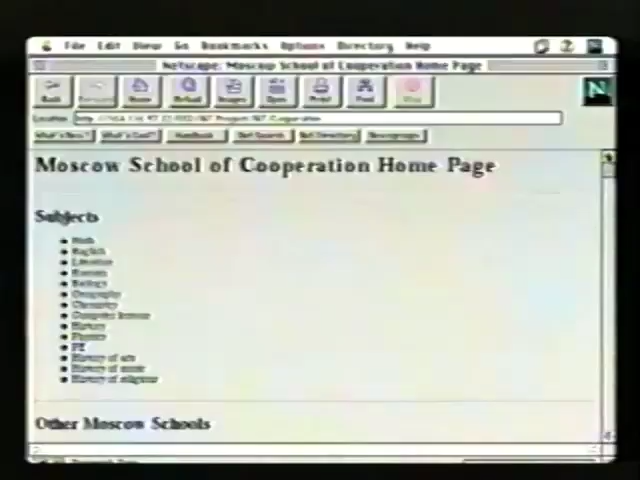 File Edit View Go Bookmarks Options Directory Help
Netscape: Moscow School of Cooperation Home Page
Back Forward Home Reload Images Open Print Find Stop
Location: http://
What's New? What's Cool? Handbook Net Search Net Directory Newsgroups
Moscow School of Cooperation Home Page
Subjects
Math
English
Literature
Russian
Biology
Geography
Chemistry
Computer
History
Physics
PE
History of arts
History of music
History of religions
Other Moscow Schools